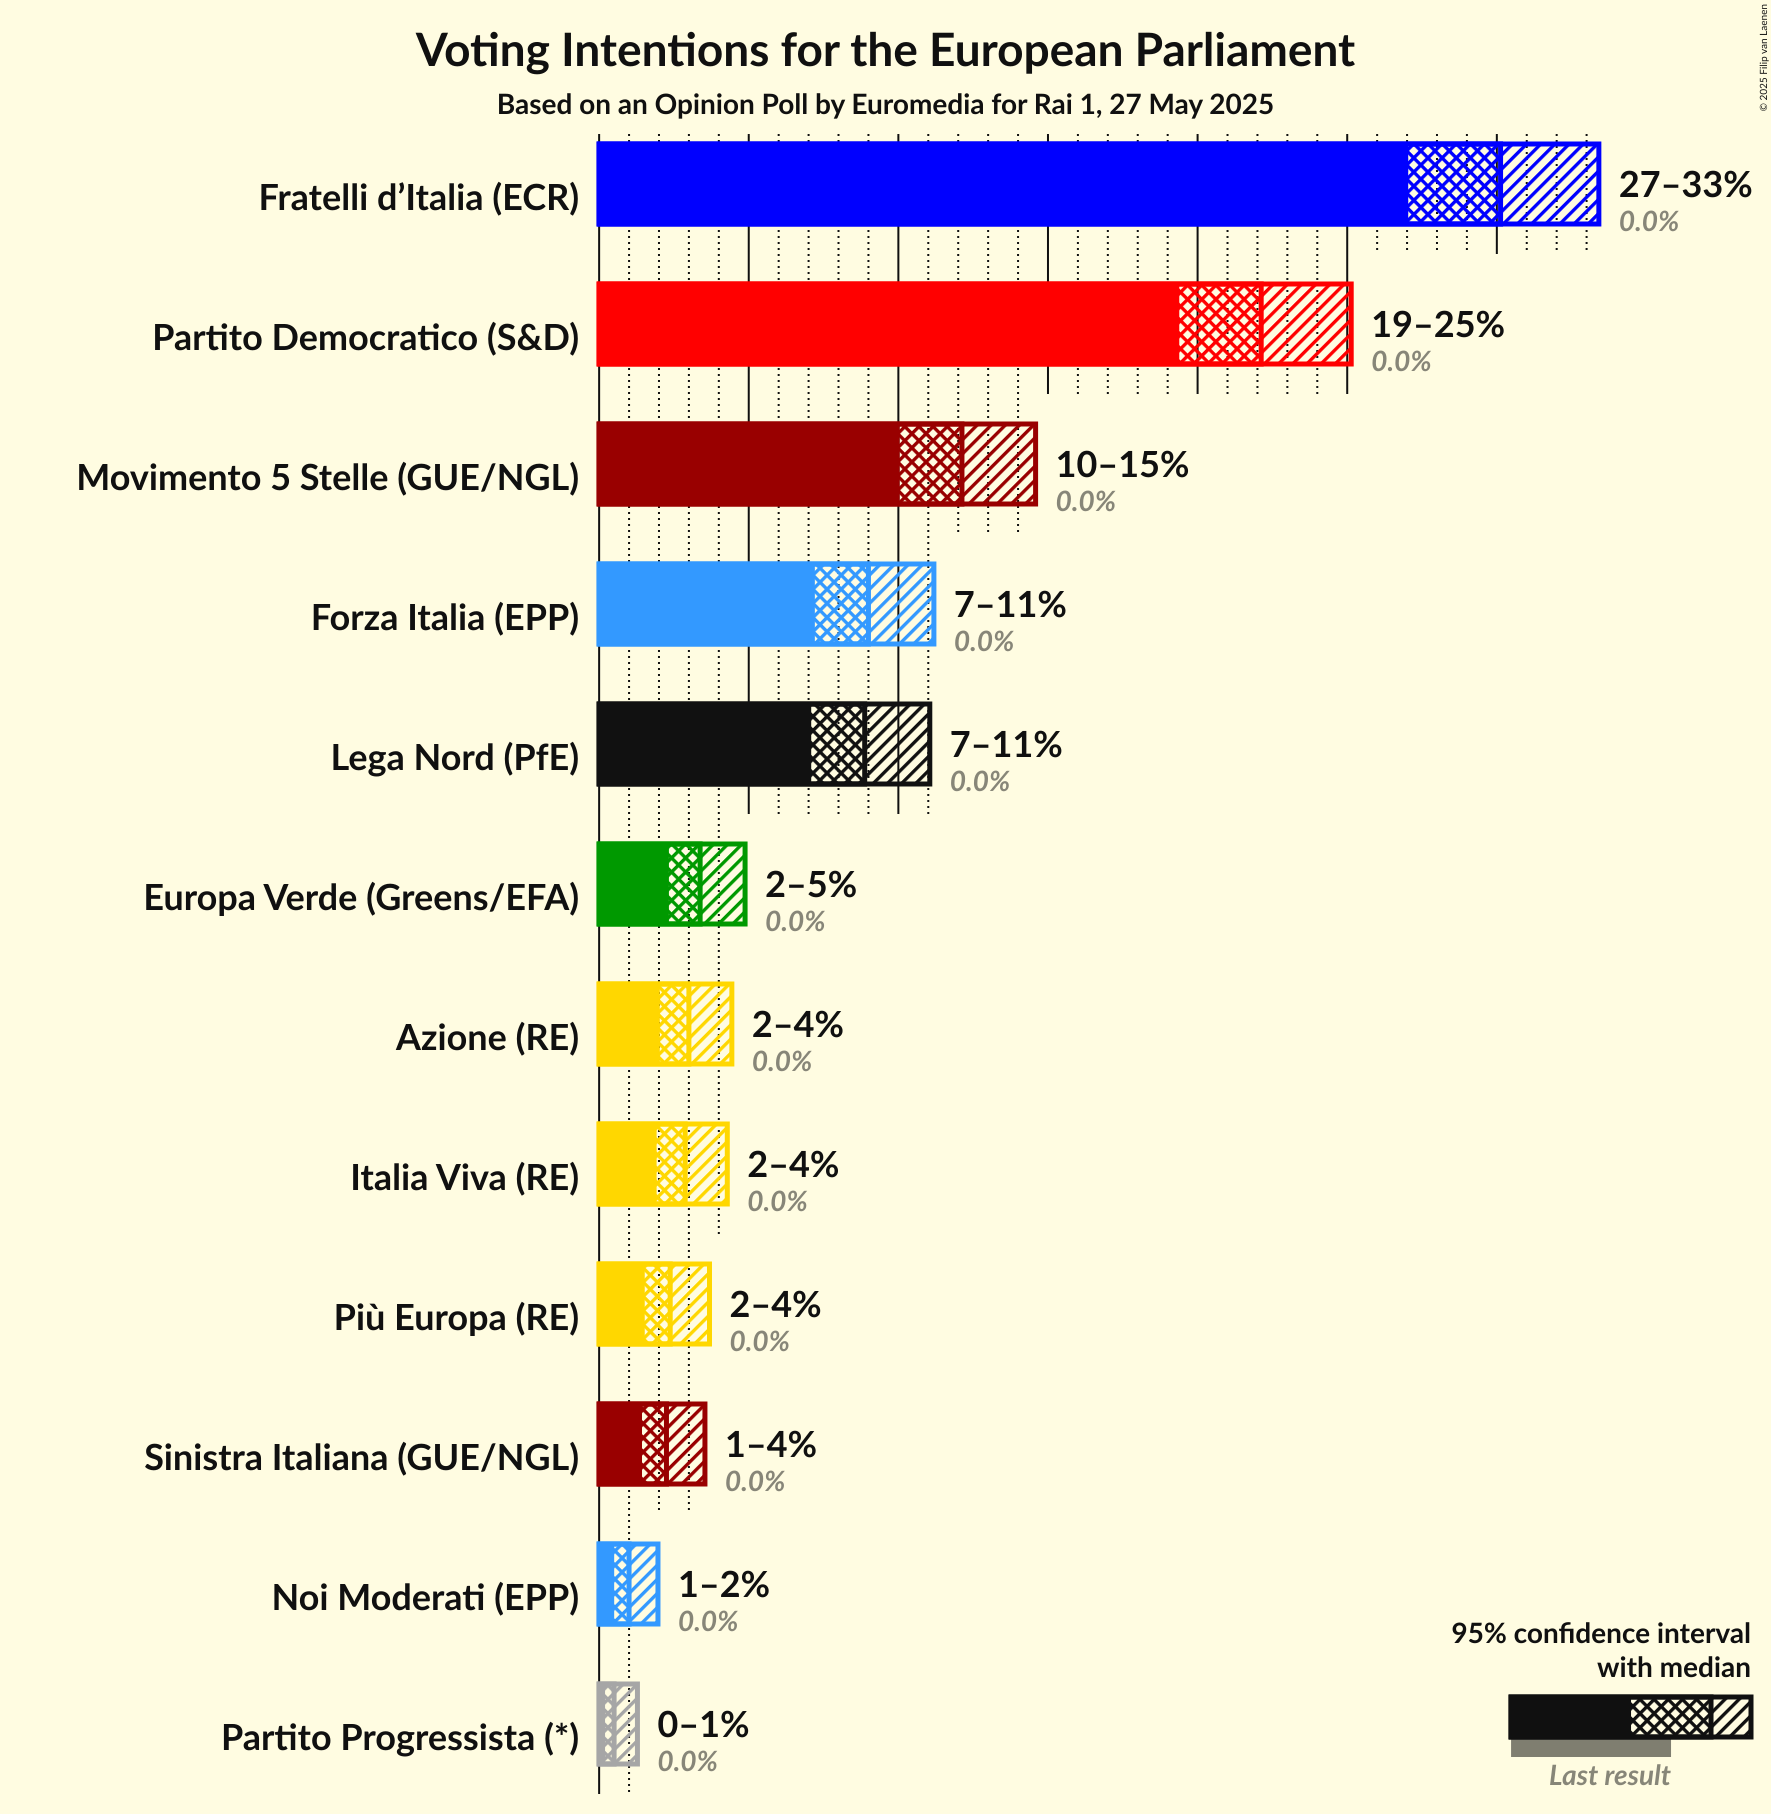 Voting Intentions for the European Parliament
Based on an Opinion Poll by Euromedia for Rai 1, 27 May 2025
© 2025 Filip van Laenen
Fratelli d’Italia (ECR)
27–33%
0.0%
Partito Democratico (S&D)
19–25%
0.0%
Movimento 5 Stelle (GUE/NGL)
10–15%
0.0%
Forza Italia (EPP)
7–11%
0.0%
Lega Nord (PfE)
7–11%
0.0%
Europa Verde (Greens/EFA)
2–5%
0.0%
Azione (RE)
2–4%
0.0%
Italia Viva (RE)
2–4%
0.0%
Più Europa (RE)
2–4%
0.0%
Sinistra Italiana (GUE/NGL)
1–4%
0.0%
Noi Moderati (EPP)
1–2%
0.0%
Partito Progressista (*)
0–1%
0.0%
95% confidence interval
with median
Last result